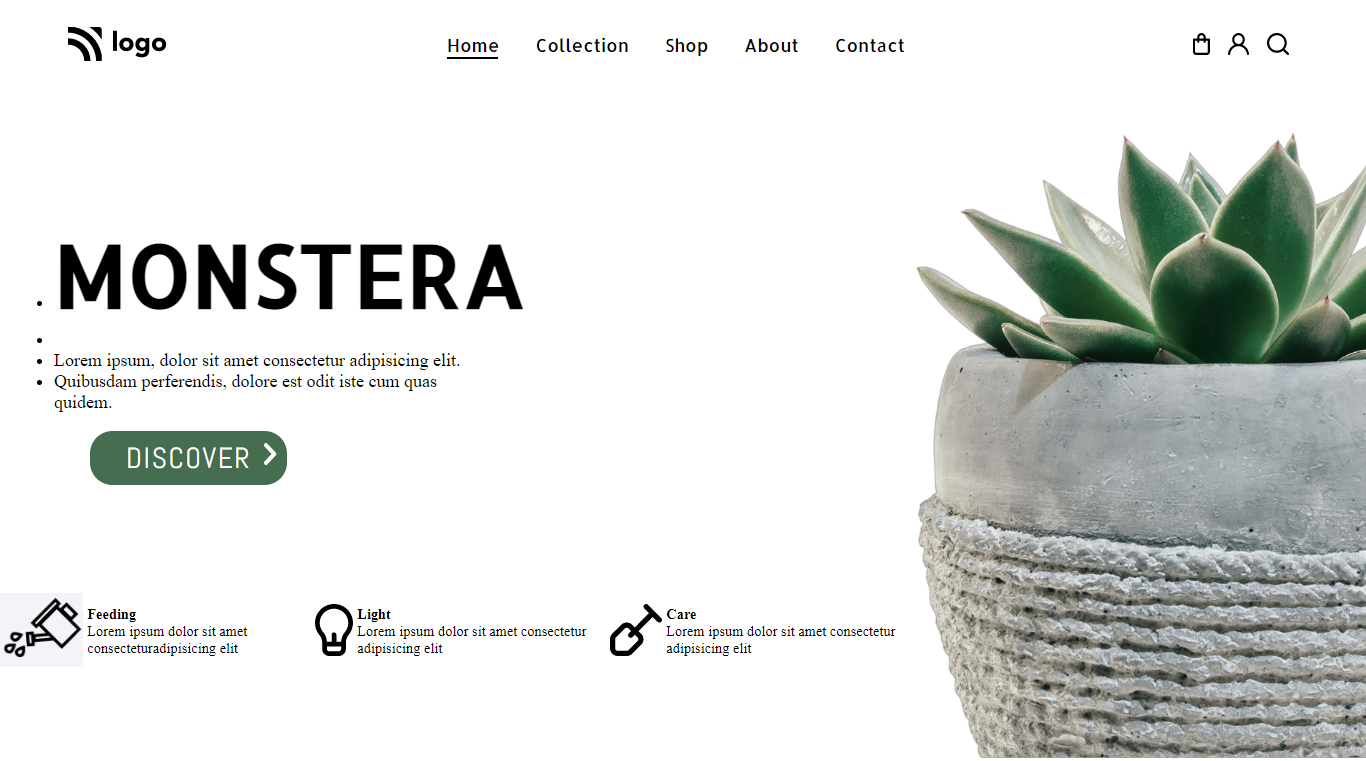 logo
Home Collection Shop About Contact
MONSTERA
Lorem ipsum, dolor sit amet consectetur adipisicing elit.
Quibusdam perferendis, dolore est odit iste cum quas
quidem.
DISCOVER
Feeding
Lorem ipsum dolor sit amet
consecteturadipisicing elit
Light
Lorem ipsum dolor sit amet consectetur
adipisicing elit
Care
Lorem ipsum dolor sit amet consectetur
adipisicing elit